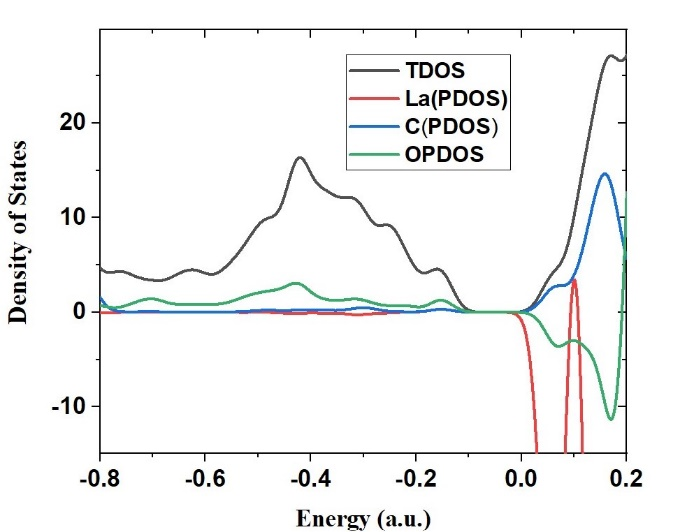 TDOS
La(PDOS)
C(PDOS)
OPDOS
20
10
0
-10
Density of States
-0.8 -0.6 -0.4 -0.2 0.0 0.2
Energy (a.u.)